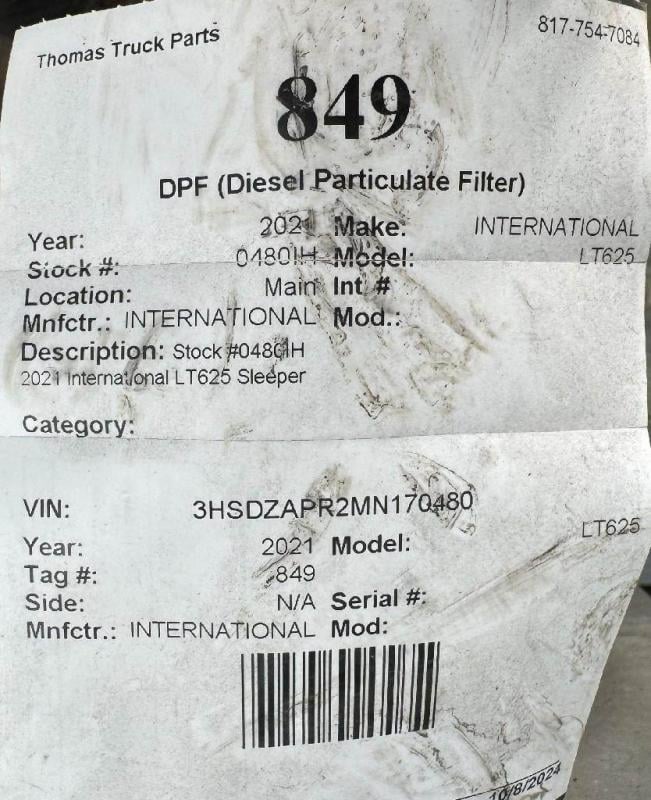 Thomas Truck Parts 817-754-7084
849
DPF (Diesel Particulate Filter)
Year: 2021 Make: INTERNATIONAL
Stock #: 0480IH Model: LT625
Location: Main Int #
Mnfctr.: INTERNATIONAL Mod.:
Description: Stock #0480IH
2021 International LT625 Sleeper
Category:
VIN: 3HSDZAPR2MN170480
Year: 2021 Model: LT625
Tag #: 849
Side: N/A Serial #:
Mnfctr.: INTERNATIONAL Mod:
10/8/2024